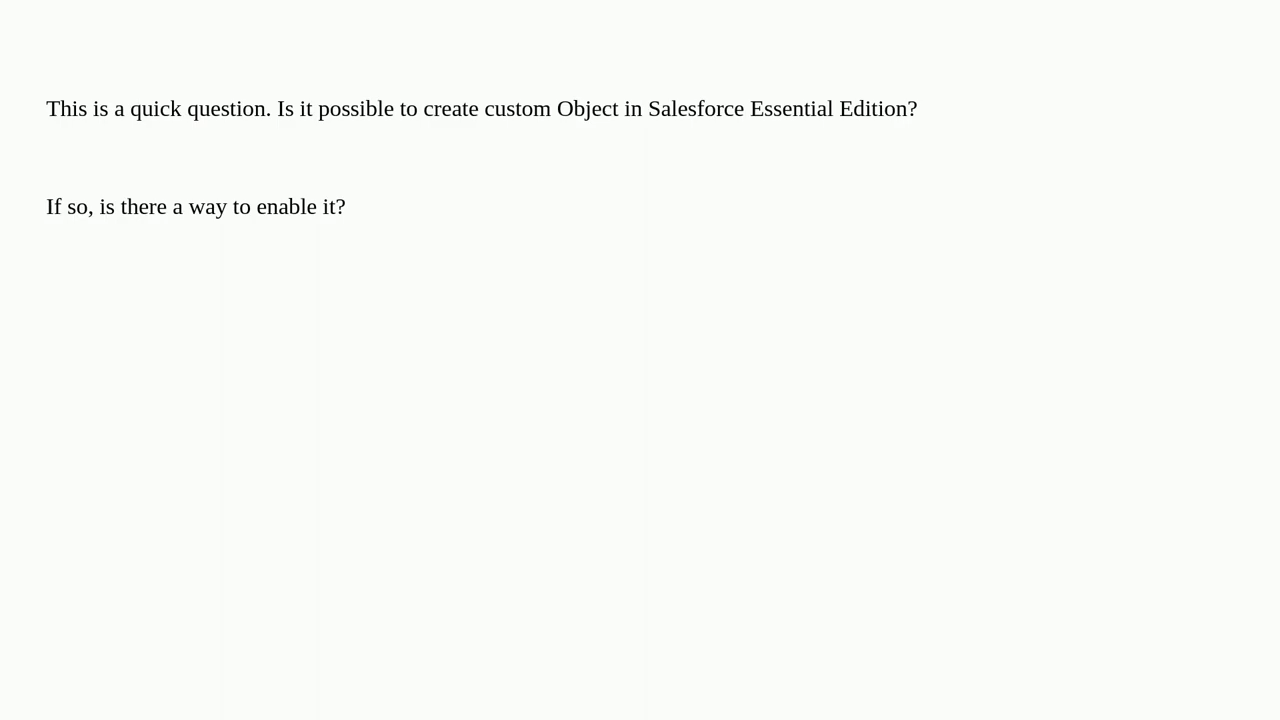 This is a quick question. Is it possible to create custom Object in Salesforce Essential Edition?
If so, is there a way to enable it?